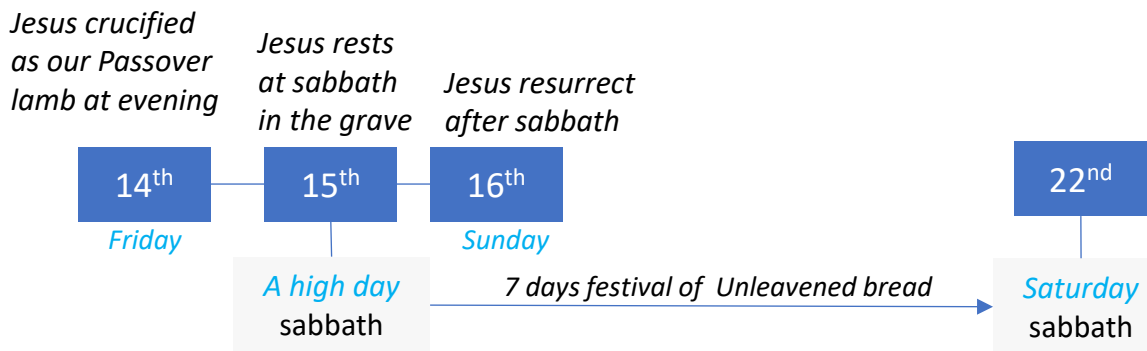 Jesus crucified
as our Passover
lamb at evening
Jesus rests
at sabbath
in the grave
Jesus resurrect
after sabbath
14th
15th
16th
22nd
Friday
Sunday
A high day
sabbath
7 days festival of Unleavened bread
Saturday
sabbath